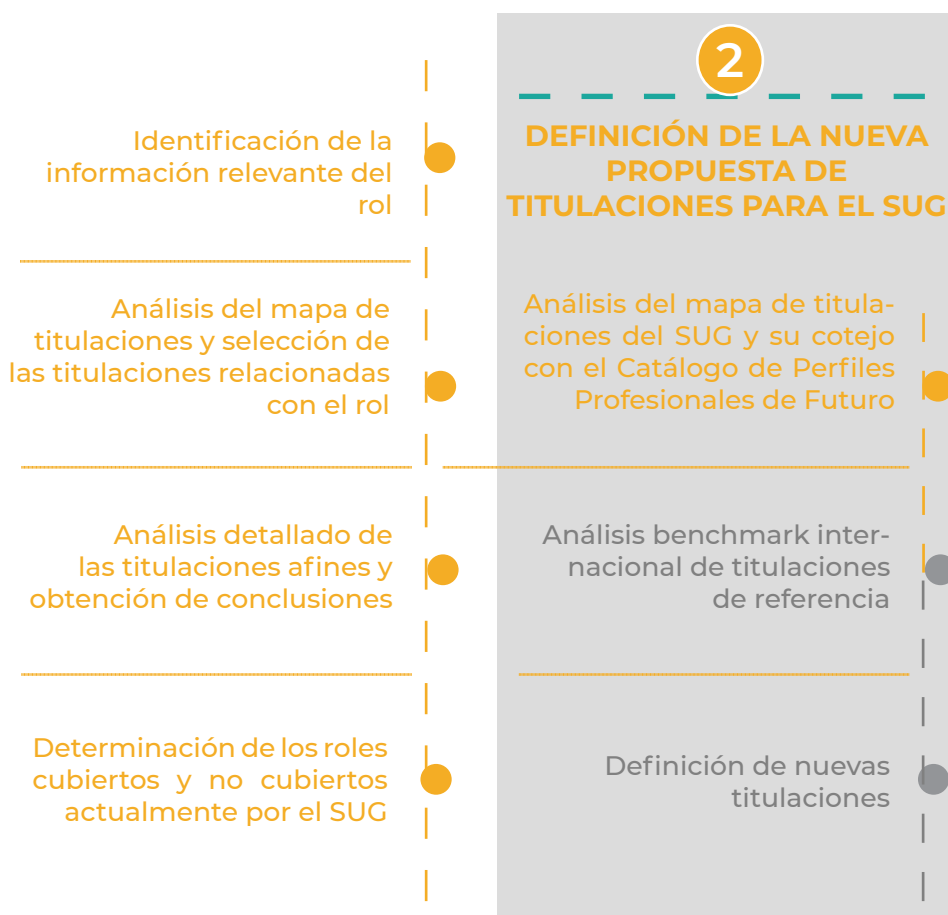 Identificación de la
información relevante del
rol
Análisis del mapa de
titulaciones y selección de
las titulaciones relacionadas
con el rol
Análisis detallado de
las titulaciones afines y
obtención de conclusiones
Determinación de los roles
cubiertos y no cubiertos
actualmente por el SUG
2
DEFINICIÓN DE LA NUEVA
PROPUESTA DE
TITULACIONES PARA EL SUG
Análisis del mapa de titula-
ciones del SUG y su cotejo
con el Catálogo de Perfiles
Profesionales de Futuro
Análisis benchmark inter-
nacional de titulaciones
de referencia
Definición de nuevas
titulaciones